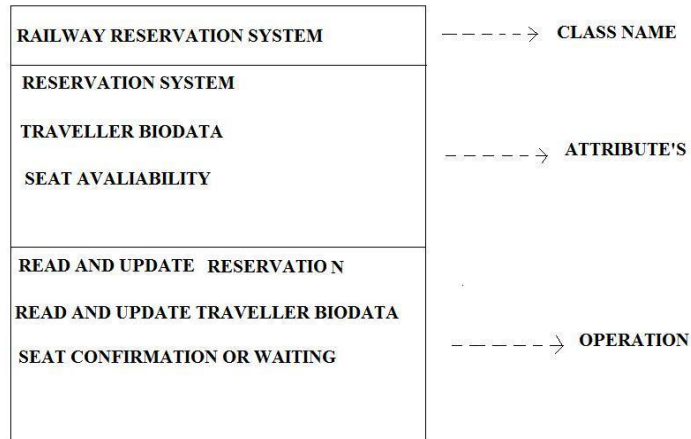 RAILWAY RESERVATION SYSTEM
CLASS NAME
RESERVATION SYSTEM
TRAVELLER BIODATA
ATTRIBUTE'S
SEAT AVALIABILITY
READ AND UPDATE RESERVATIO N
READ AND UPDATE TRAVELLER BIODATA
OPERATION
SEAT CONFIRMATION OR WAITING